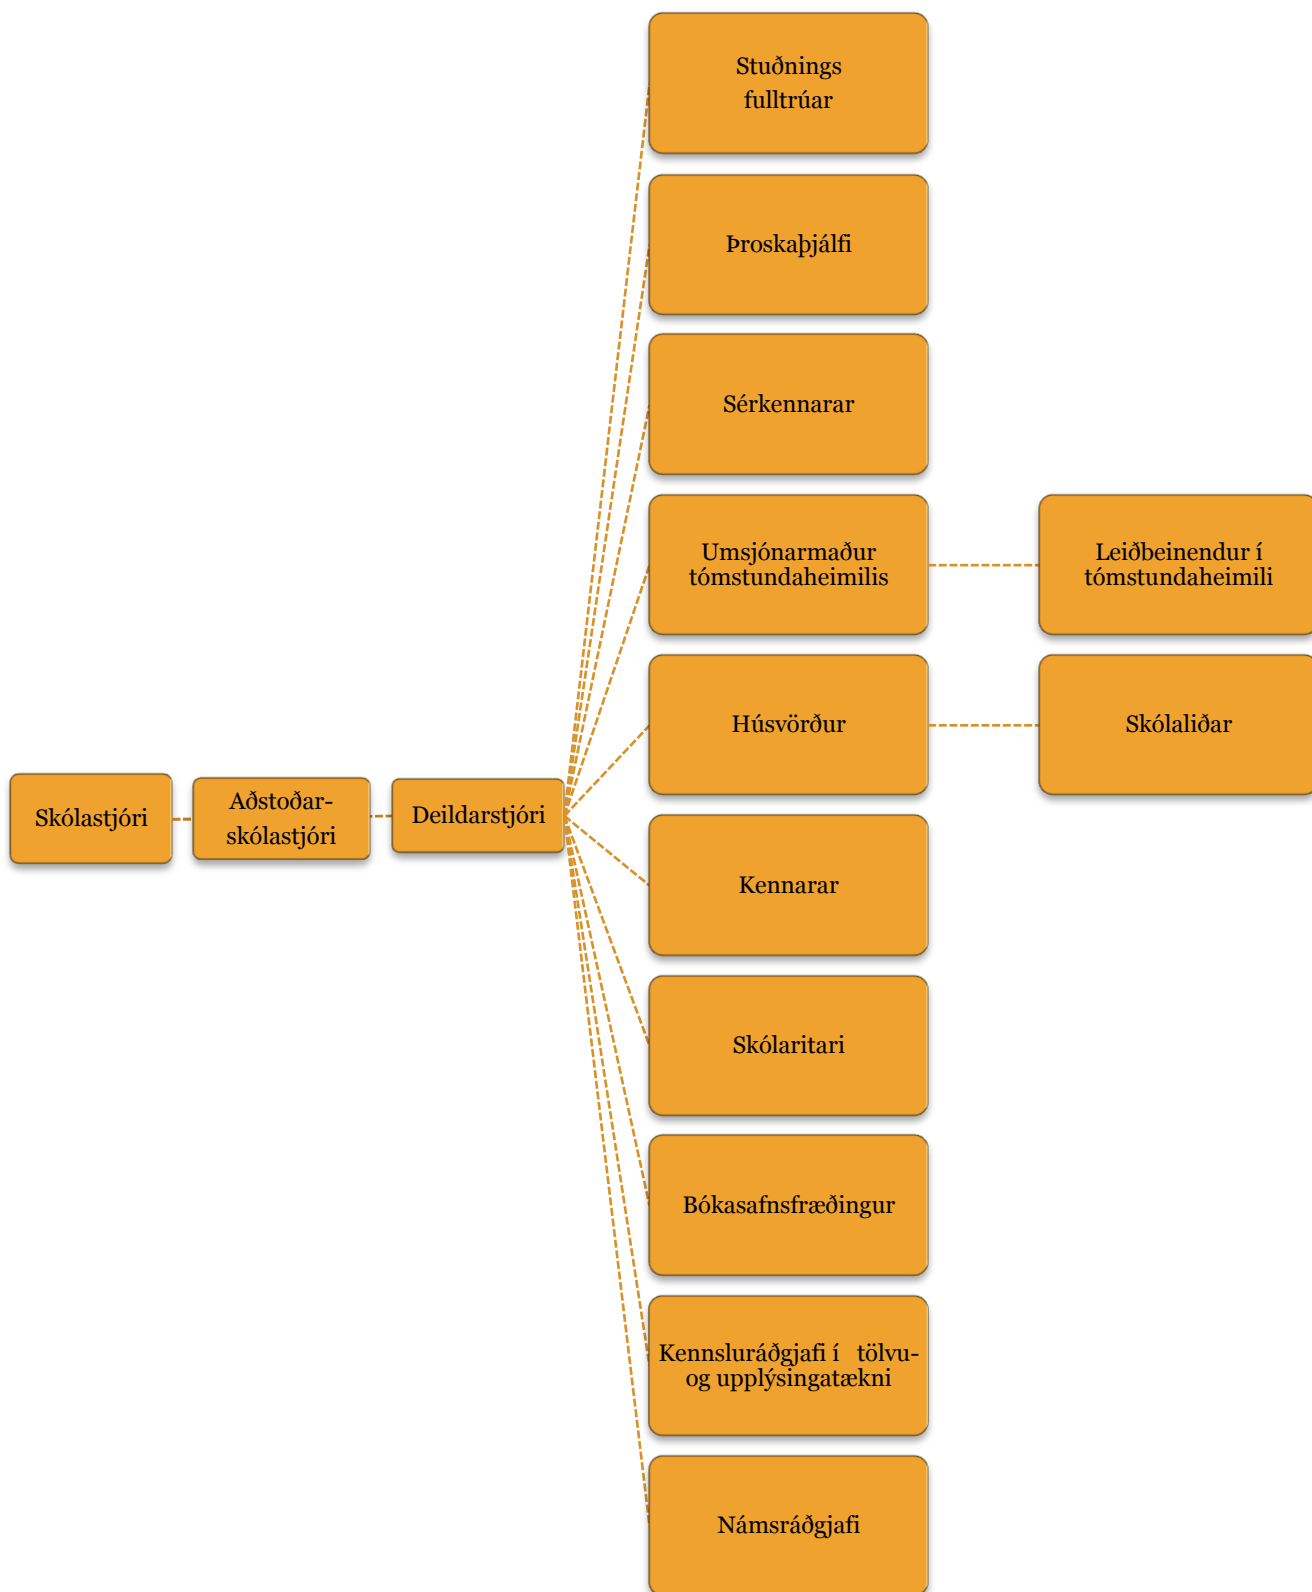 Stuðnings
fulltrúar
Þroskaþjálfi
Sérkennarar
Umsjónarmaður
tómstundaheimilis
Leiðbeinendur í
tómstundaheimili
Húsvörður
Skólaliðar
Skólastjóri
Aðstoðar-
skólastjóri
Deildarstjóri
Kennarar
Skólaritari
Bókasafnsfræðingur
Kennsluráðgjafi í tölvu-
og upplýsingatækni
Námsráðgjafi